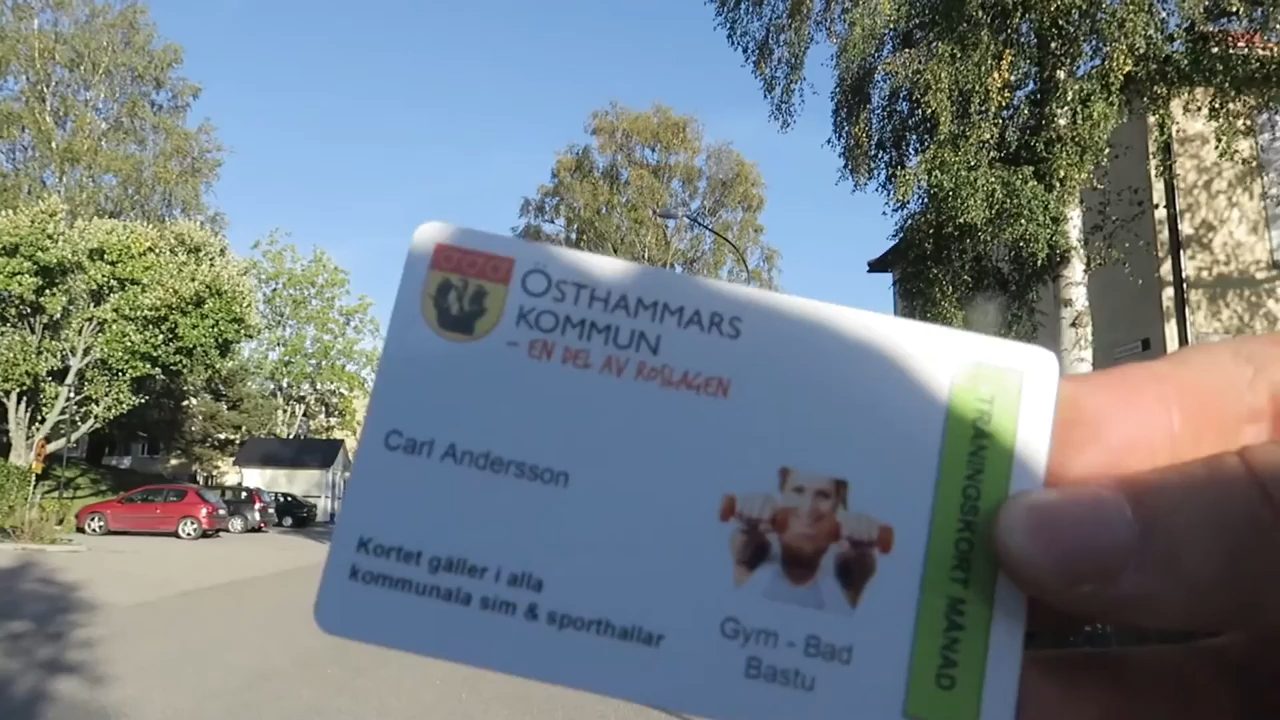 ÖSTHAMMARS
KOMMUN
- EN DEL AV ROSLAGEN
Carl Andersson
Kortet gäller i alla
kommunala sim & sporthallar
Gym - Bad
Bastu
TRÄNINGSKORT MÅNAD